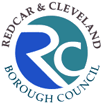 REDCAR & CLEVELAND
RC
BOROUGH COUNCIL